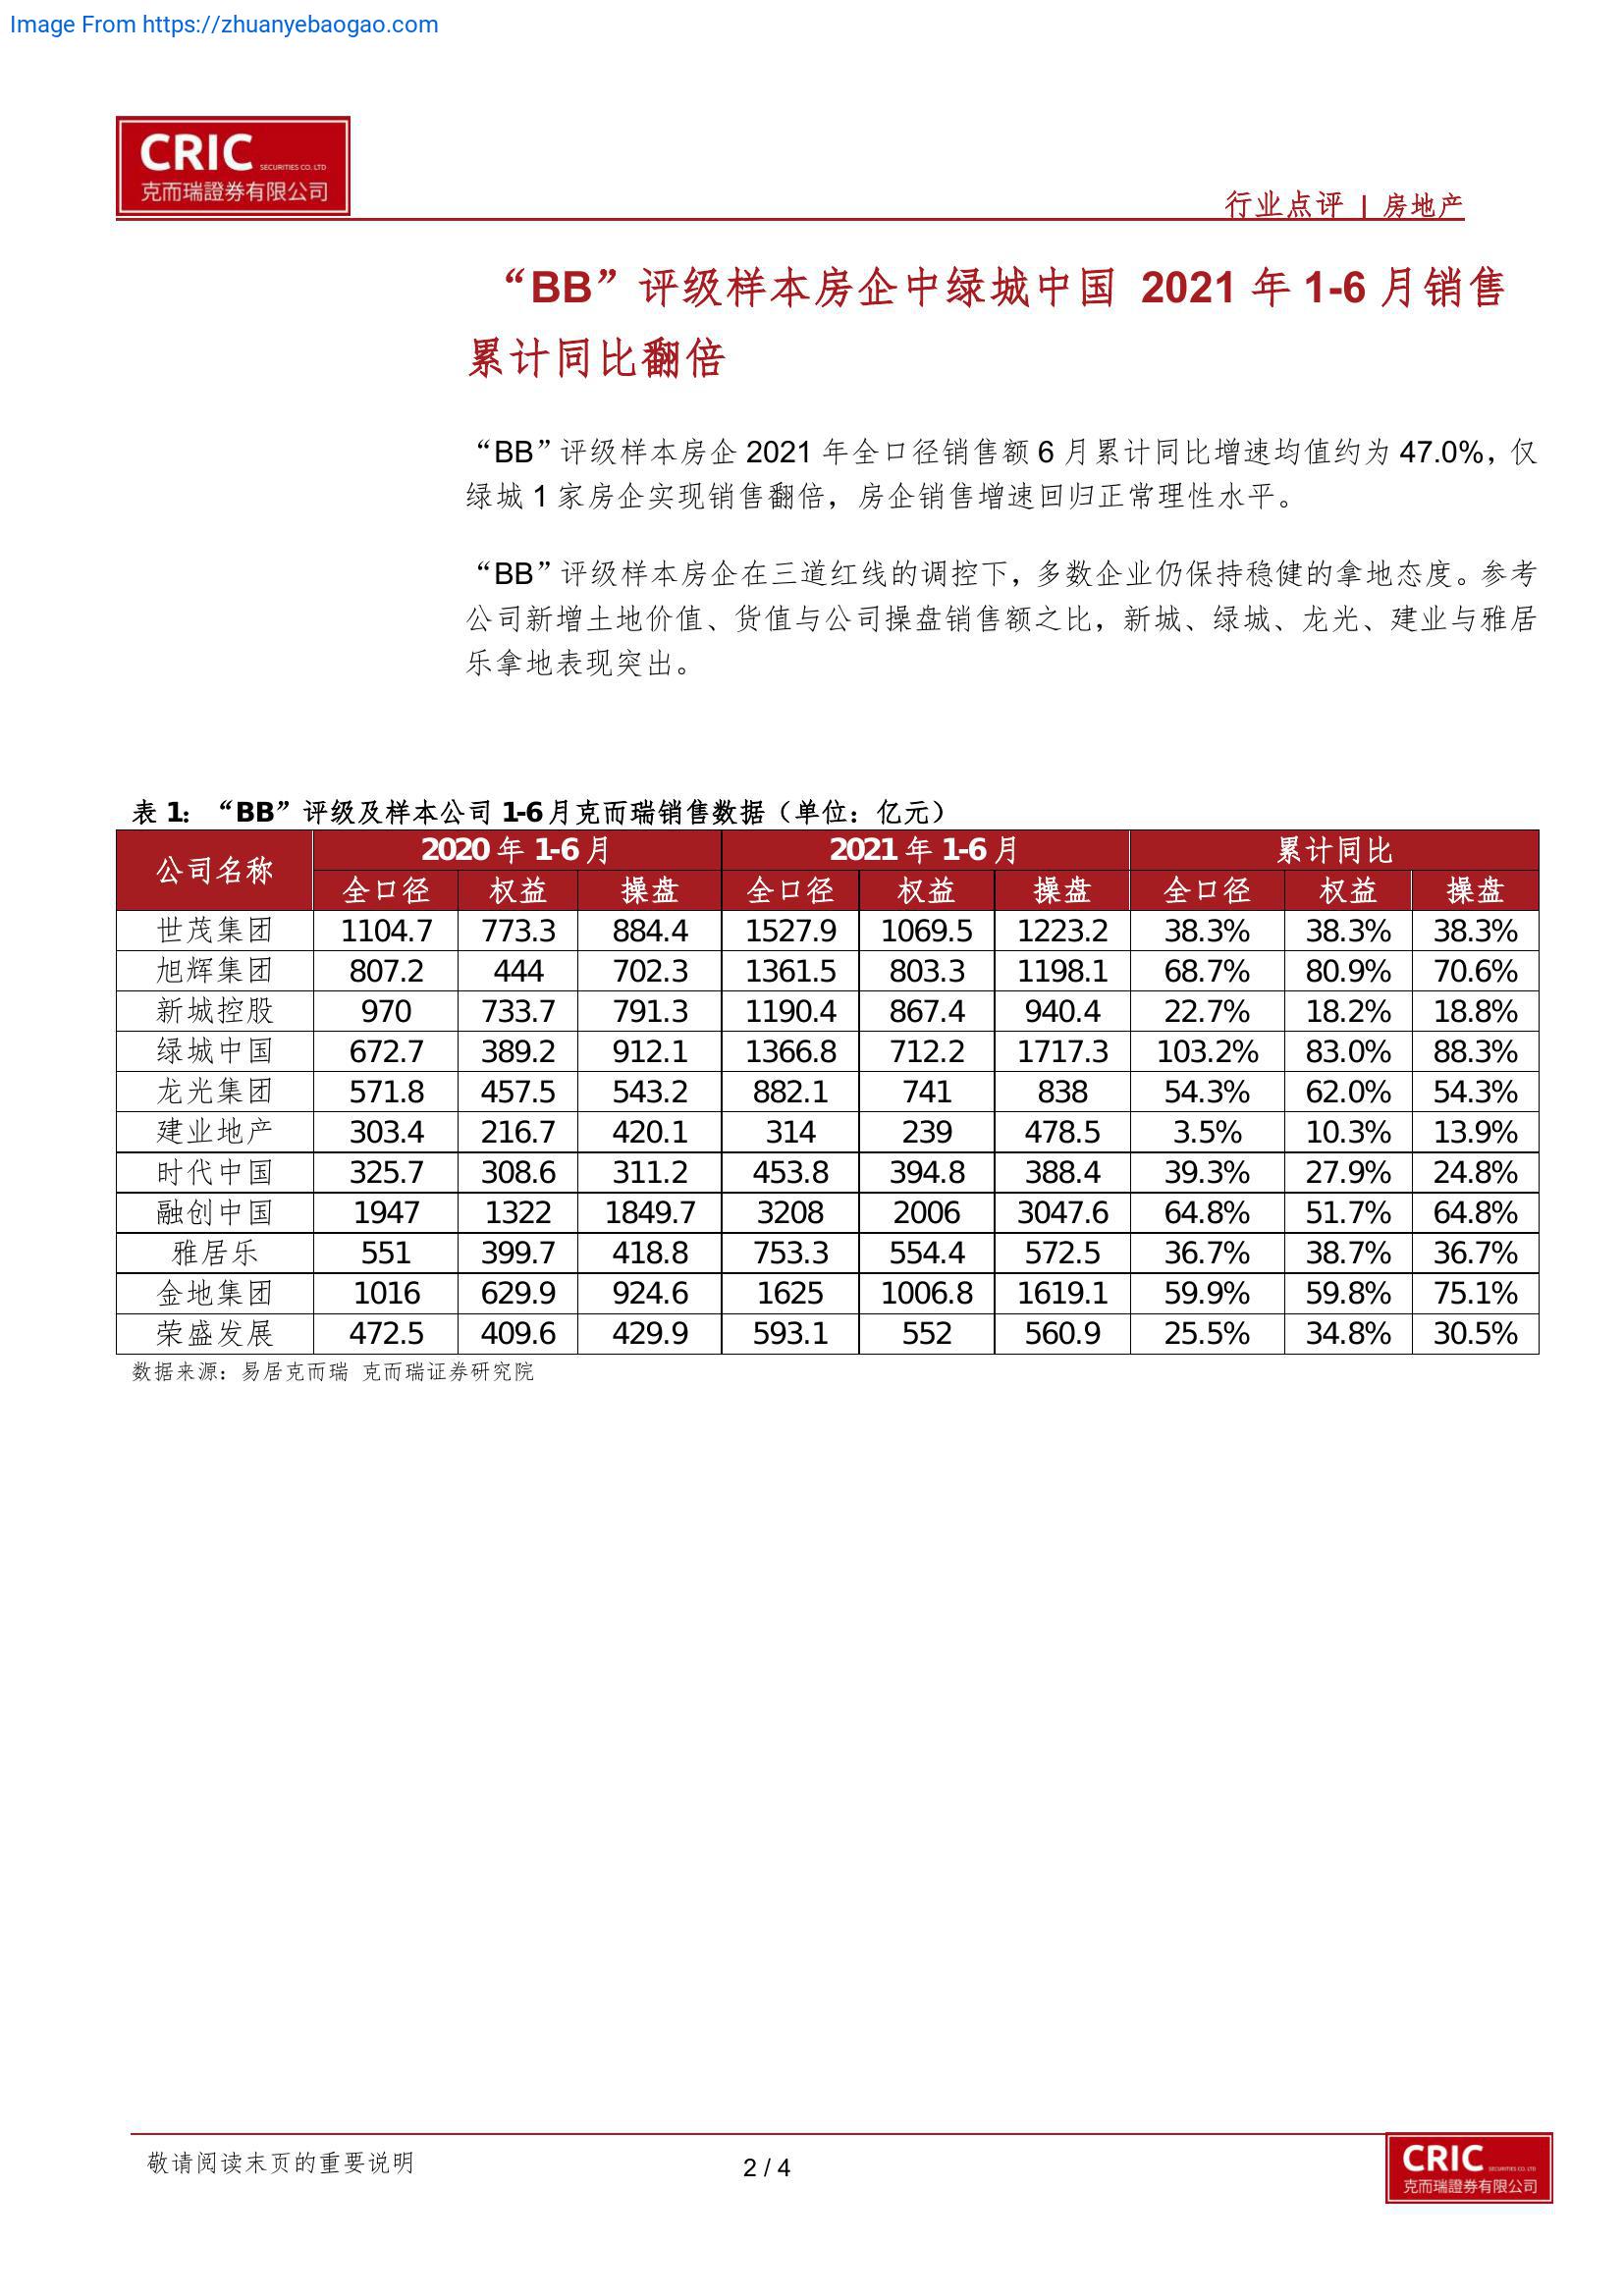 Image From https://zhuanyebaogao.com
CRIC SECURITIES CO. LTD
克而瑞證券有限公司
行业点评 | 房地产
“BB”评级样本房企中绿城中国 2021 年 1-6 月销售
累计同比翻倍
“BB”评级样本房企 2021 年全口径销售额 6 月累计同比增速均值约为 47.0%，仅
绿城 1 家房企实现销售翻倍，房企销售增速回归正常理性水平。
“BB”评级样本房企在三道红线的调控下，多数企业仍保持稳健的拿地态度。参考
公司新增土地价值、货值与公司操盘销售额之比，新城、绿城、龙光、建业与雅居
乐拿地表现突出。
表 1：“BB”评级及样本公司 1-6 月克而瑞销售数据（单位：亿元）
公司名称 2020 年 1-6 月 2021 年 1-6 月 累计同比
全口径 权益 操盘 全口径 权益 操盘 全口径 权益 操盘
世茂集团 1104.7 773.3 884.4 1527.9 1069.5 1223.2 38.3% 38.3% 38.3%
旭辉集团 807.2 444 702.3 1361.5 803.3 1198.1 68.7% 80.9% 70.6%
新城控股 970 733.7 791.3 1190.4 867.4 940.4 22.7% 18.2% 18.8%
绿城中国 672.7 389.2 912.1 1366.8 712.2 1717.3 103.2% 83.0% 88.3%
龙光集团 571.8 457.5 543.2 882.1 741 838 54.3% 62.0% 54.3%
建业地产 303.4 216.7 420.1 314 239 478.5 3.5% 10.3% 13.9%
时代中国 325.7 308.6 311.2 453.8 394.8 388.4 39.3% 27.9% 24.8%
融创中国 1947 1322 1849.7 3208 2006 3047.6 64.8% 51.7% 64.8%
雅居乐 551 399.7 418.8 753.3 554.4 572.5 36.7% 38.7% 36.7%
金地集团 1016 629.9 924.6 1625 1006.8 1619.1 59.9% 59.8% 75.1%
荣盛发展 472.5 409.6 429.9 593.1 552 560.9 25.5% 34.8% 30.5%
数据来源：易居克而瑞 克而瑞证券研究院
敬请阅读末页的重要说明
2 / 4
CRIC SECURITIES CO. LTD
克而瑞證券有限公司